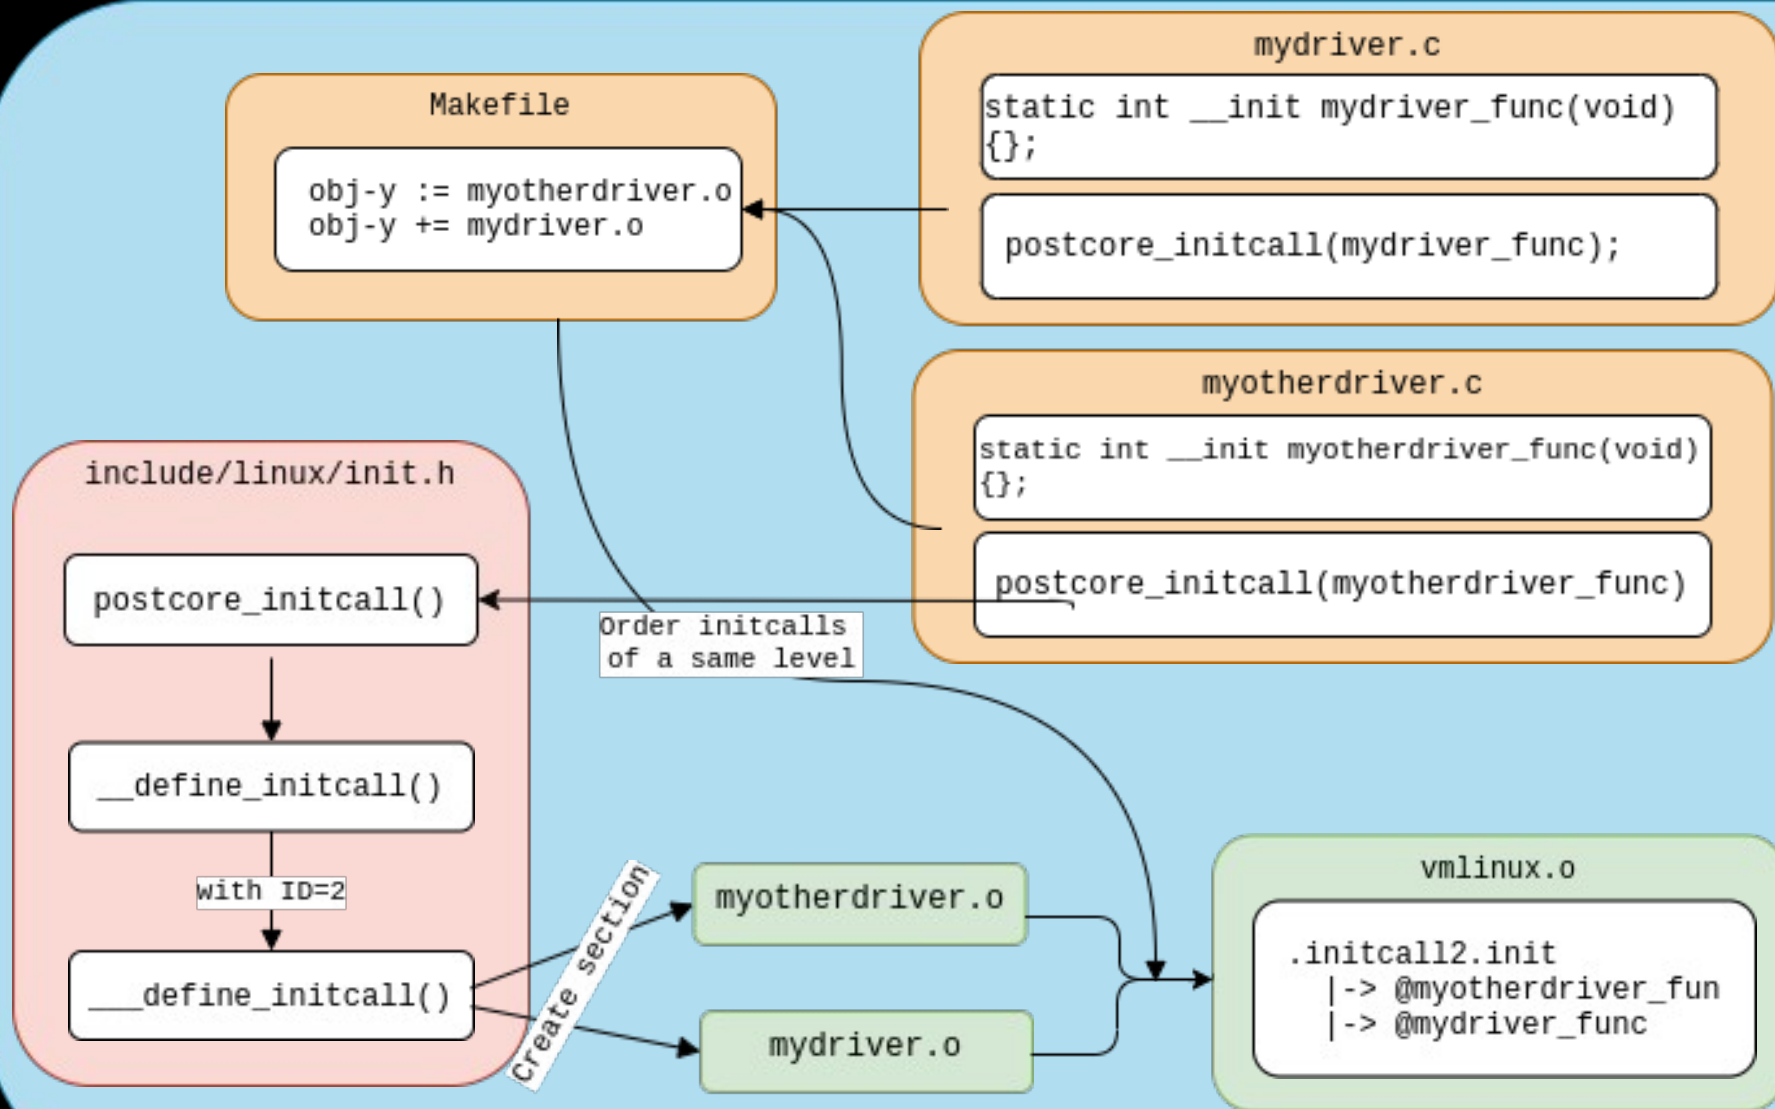 Makefile
obj-y := myotherdriver.o
obj-y += mydriver.o
mydriver.c
static int __init mydriver_func(void)
{};
postcore_initcall(mydriver_func);
myotherdriver.c
static int __init myotherdriver_func(void)
{};
postcore_initcall(myotherdriver_func)
include/linux/init.h
postcore_initcall()
__define_initcall()
with ID=2
___define_initcall()
Order initcalls
of a same level
Create section
myotherdriver.o
mydriver.o
vmlinux.o
.initcall2.init
|-> @myotherdriver_fun
|-> @mydriver_func